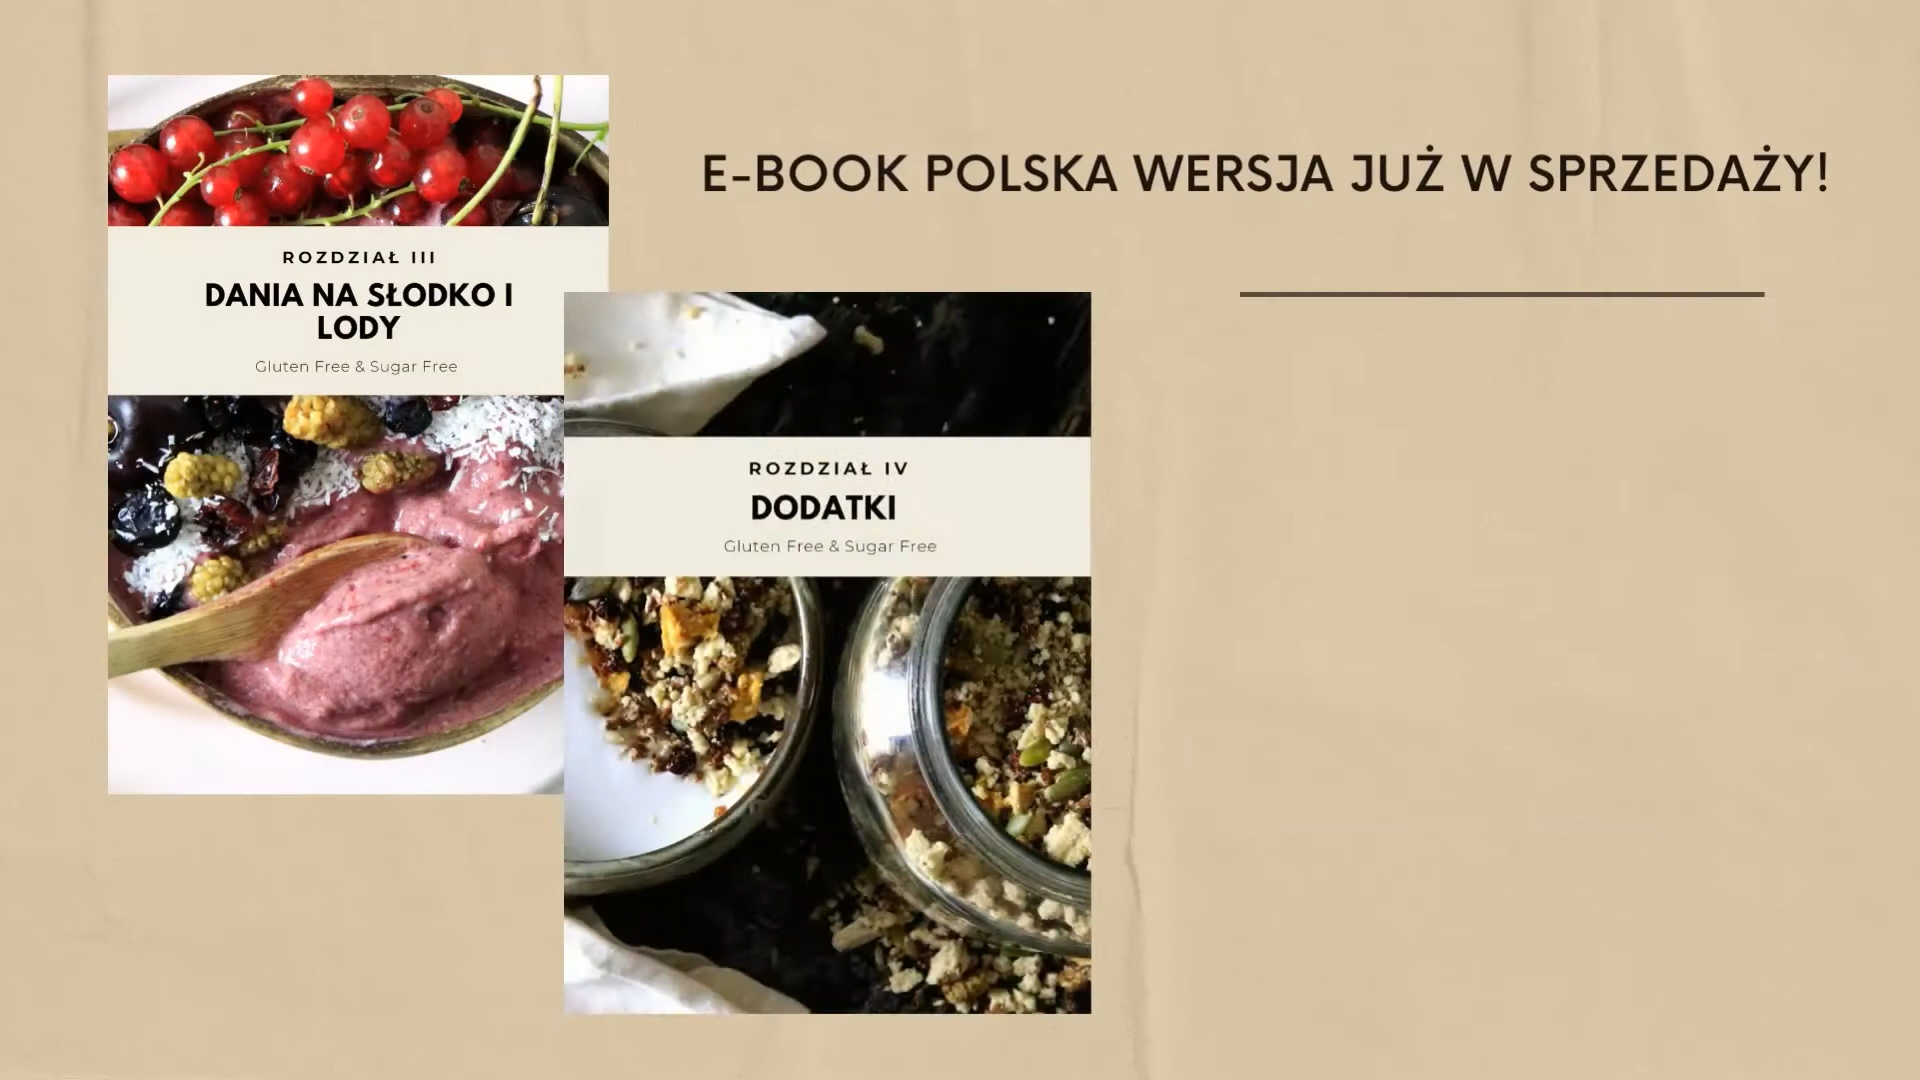 E-BOOK POLSKA WERSJA JUŻ W SPRZEDAŻY!
ROZDZIAŁ III
DANIA NA SŁODKO I
LODY
Gluten Free & Sugar Free
ROZDZIAŁ IV
DODATKI
Gluten Free & Sugar Free